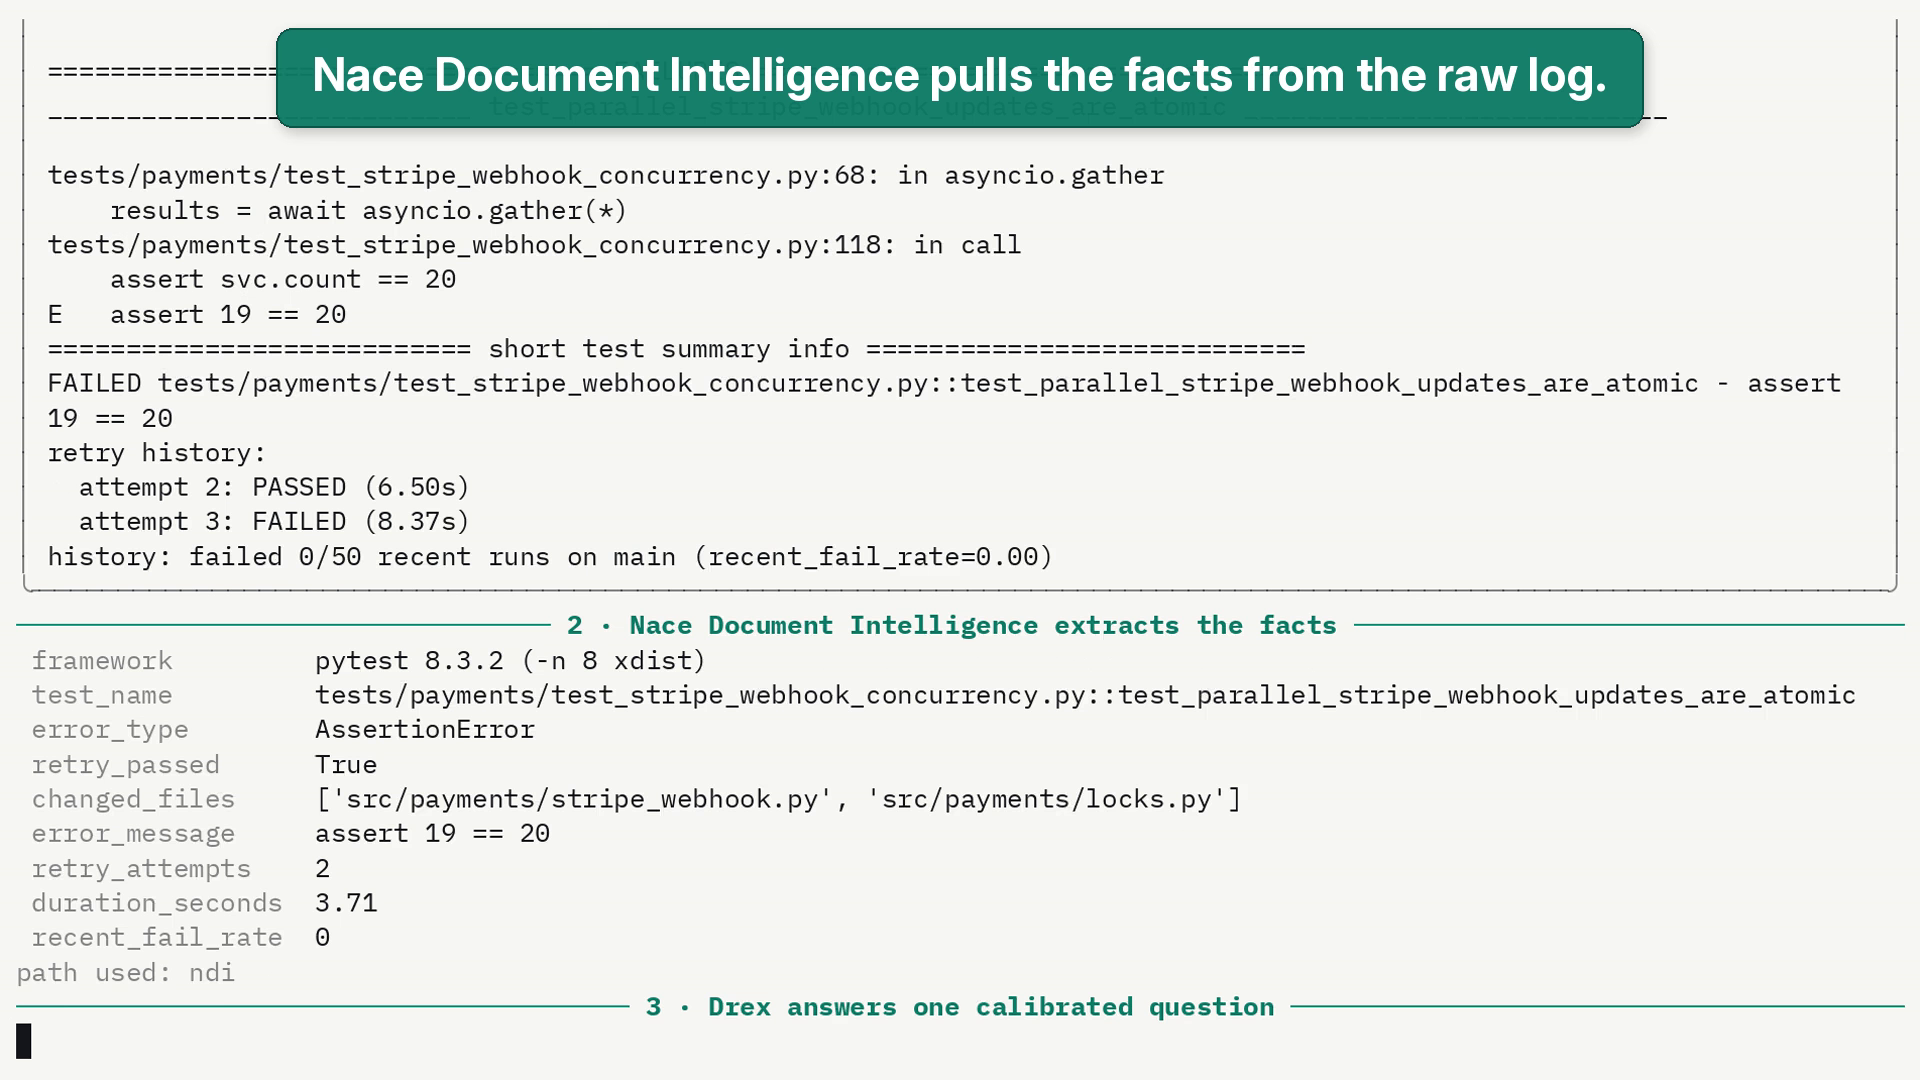 Nace Document Intelligence pulls the facts from the raw log.
test_parallel_stripe_webhook_updates_are_atomic
tests/payments/test_stripe_webhook_concurrency.py:68: in asyncio.gather
    results = await asyncio.gather(*)
tests/payments/test_stripe_webhook_concurrency.py:118: in call
    assert svc.count == 20
E   assert 19 == 20
=========================== short test summary info ============================
FAILED tests/payments/test_stripe_webhook_concurrency.py::test_parallel_stripe_webhook_updates_are_atomic - assert
19 == 20
retry history:
  attempt 2: PASSED (6.50s)
  attempt 3: FAILED (8.37s)
history: failed 0/50 recent runs on main (recent_fail_rate=0.00)
2 · Nace Document Intelligence extracts the facts
framework pytest 8.3.2 (-n 8 xdist)
test_name tests/payments/test_stripe_webhook_concurrency.py::test_parallel_stripe_webhook_updates_are_atomic
error_type AssertionError
retry_passed True
changed_files ['src/payments/stripe_webhook.py', 'src/payments/locks.py']
error_message assert 19 == 20
retry_attempts 2
duration_seconds 3.71
recent_fail_rate 0
path used: ndi
3 · Drex answers one calibrated question